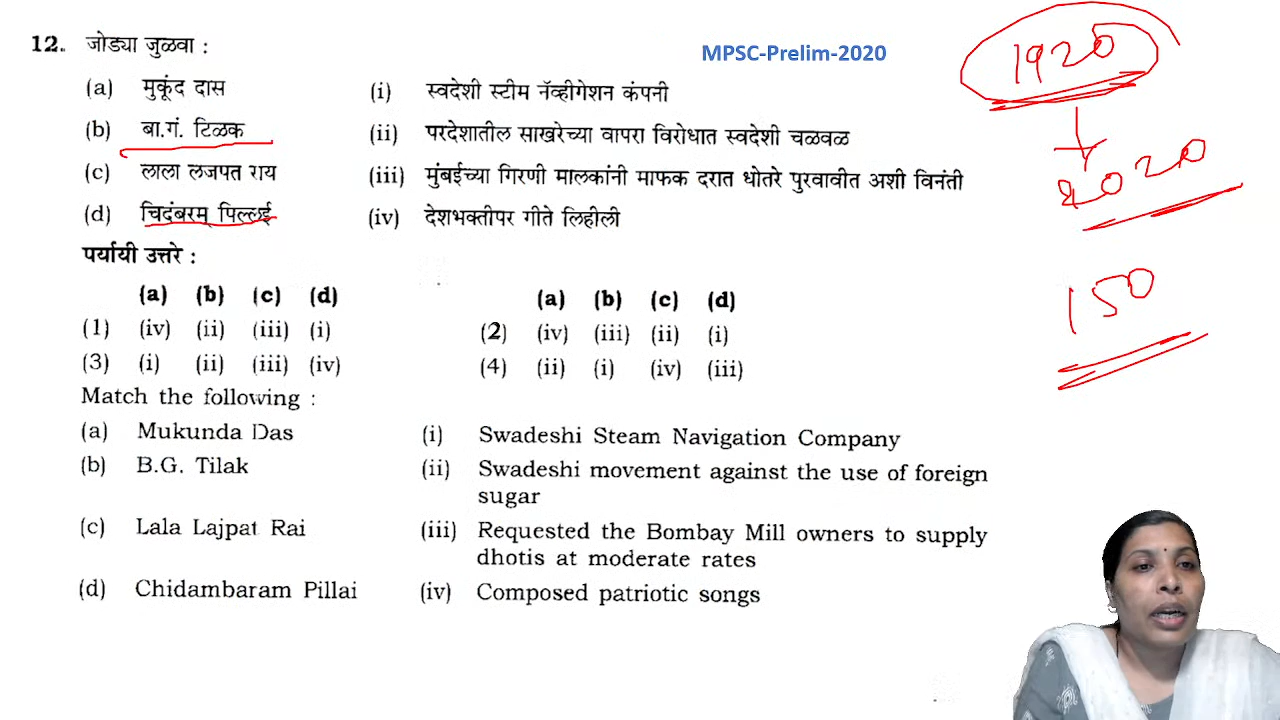 12. जोड्या जुळवा :
MPSC-Prelim-2020
1920
(a) मुकूंद दास (i) स्वदेशी स्टीम नॅव्हीगेशन कंपनी
(b) बा.गं. टिळक (ii) परदेशातील साखरेच्या वापरा विरोधात स्वदेशी चळवळ
(c) लाला लजपत राय (iii) मुंबईच्या गिरणी मालकांनी माफक दरात धोतरे पुरवावीत अशी विनंती
2020
(d) चिदंबरम् पिल्लई (iv) देशभक्तीपर गीते लिहीली
पर्यायी उत्तरे :
(a) (b) (c) (d) (a) (b) (c) (d)
150
(1) (iv) (ii) (iii) (i) (2) (iv) (iii) (ii) (i)
(3) (i) (ii) (iii) (iv) (4) (ii) (i) (iv) (iii)
Match the following :
(a) Mukunda Das (i) Swadeshi Steam Navigation Company
(b) B.G. Tilak (ii) Swadeshi movement against the use of foreign
sugar
(c) Lala Lajpat Rai (iii) Requested the Bombay Mill owners to supply
dhotis at moderate rates
(d) Chidambaram Pillai (iv) Composed patriotic songs